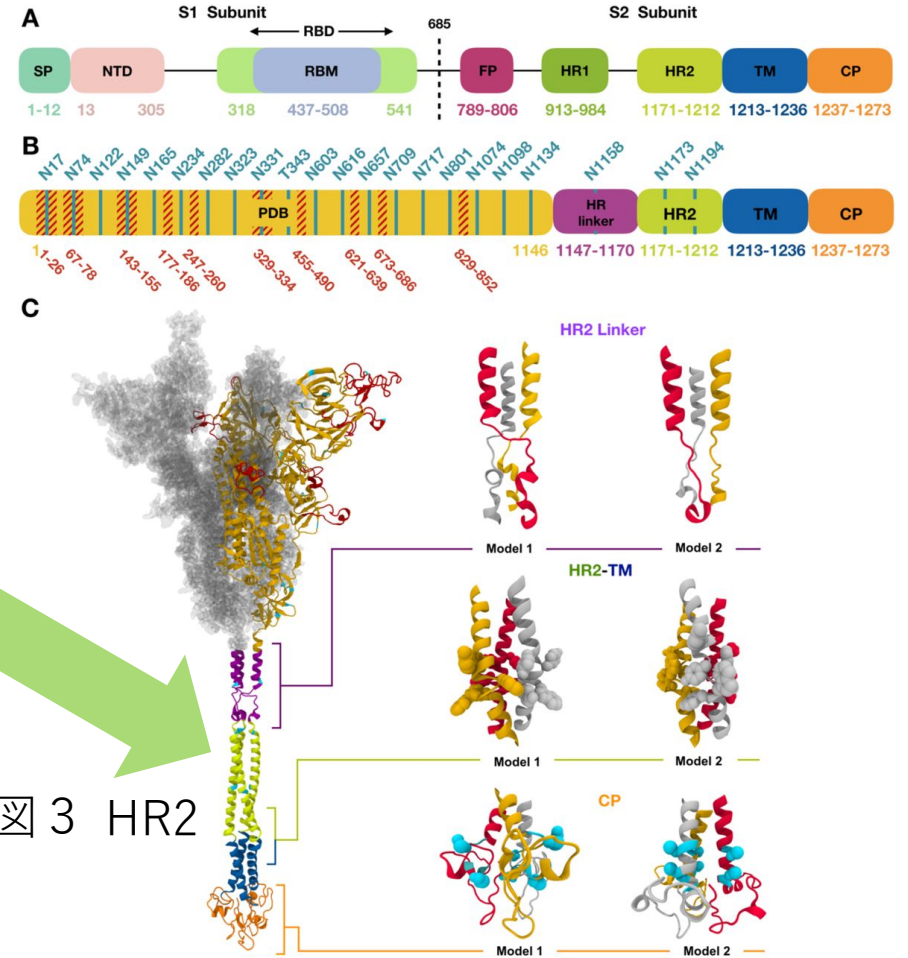 A
S1 Subunit
S2 Subunit
RBD
685
SP
NTD
RBM
FP
HR1
HR2
TM
CP
1-12
13
305
318
437-508
541
789-806
913-984
1171-1212
1213-1236
1237-1273
B
N17
N74
N122
N149
N165
N234
N282
N323
N331
T343
N603
N616
N657
N709
N717
N801
N1074
N1098
N1134
N1158
N1173
N1194
PDB
HR
linker
HR2
TM
CP
1
1-26
67-78
143-155
177-186
247-260
329-334
455-490
621-639
673-686
829-852
1146
1147-1170
1171-1212
1213-1236
1237-1273
C
HR2 Linker
Model 1
Model 2
HR2-TM
Model 1
Model 2
図3 HR2
CP
Model 1
Model 2